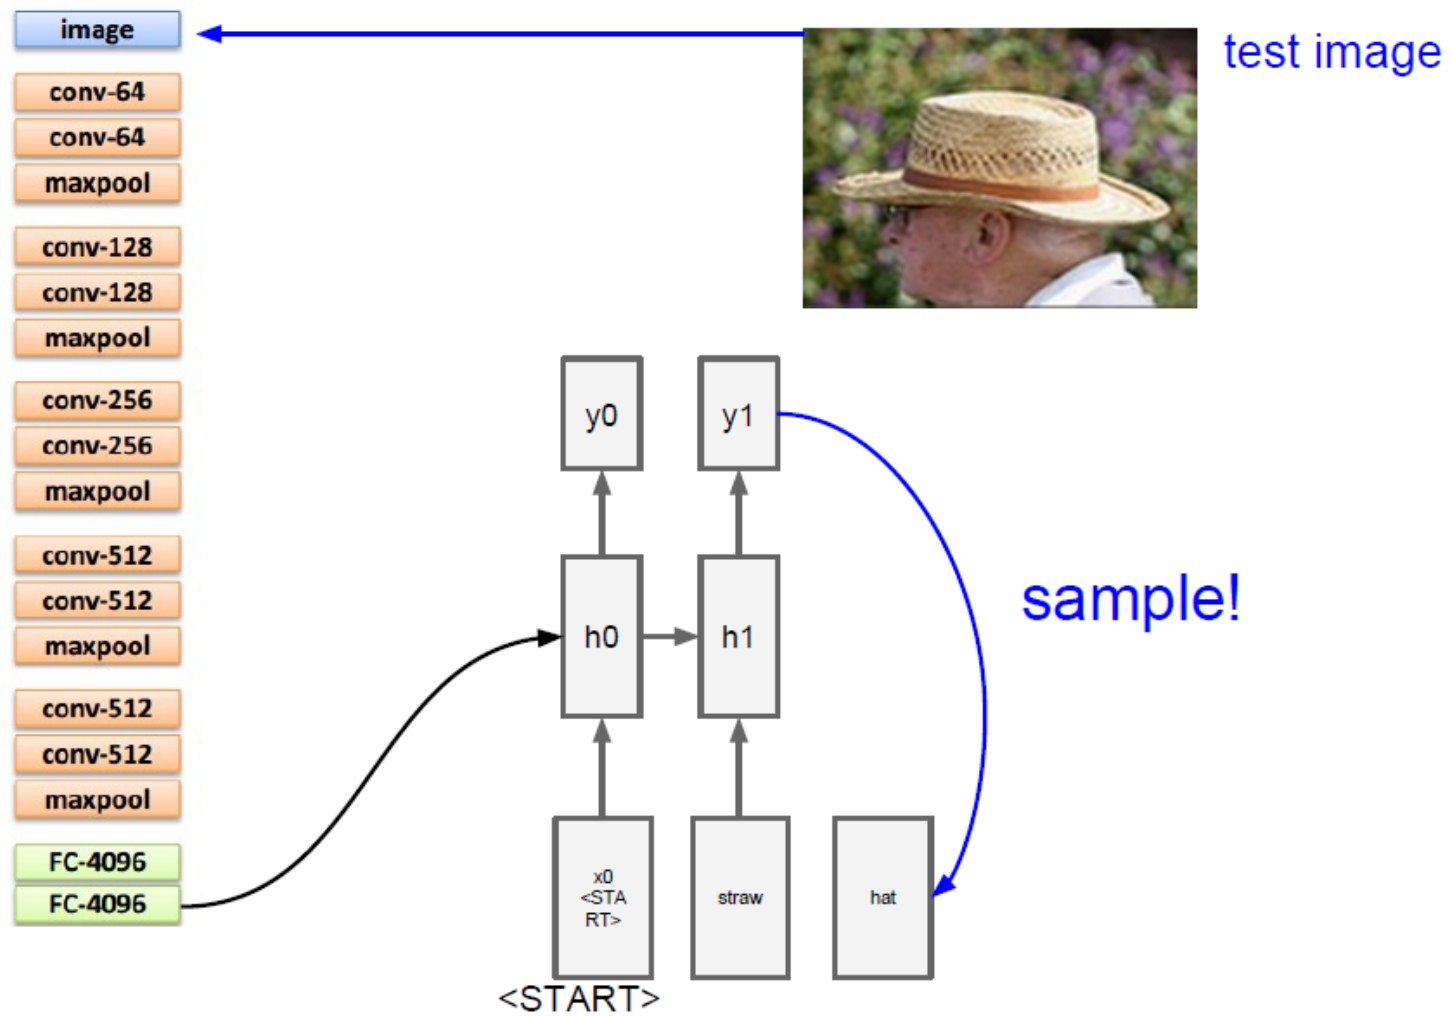 image
test image
conv-64
conv-64
maxpool
conv-128
conv-128
maxpool
conv-256
conv-256
maxpool
conv-512
conv-512
maxpool
conv-512
conv-512
maxpool
FC-4096
FC-4096
y0
y1
sample!
h0
h1
x0
<STA
RT>
straw
hat
<START>